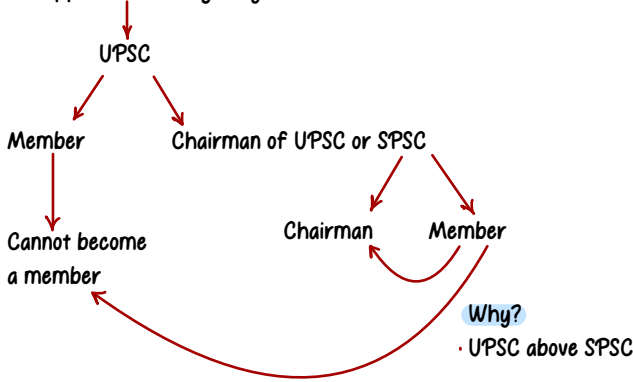 UPSC
Member
Chairman of UPSC or SPSC
Chairman
Member
Cannot become
a member
Why?
· UPSC above SPSC